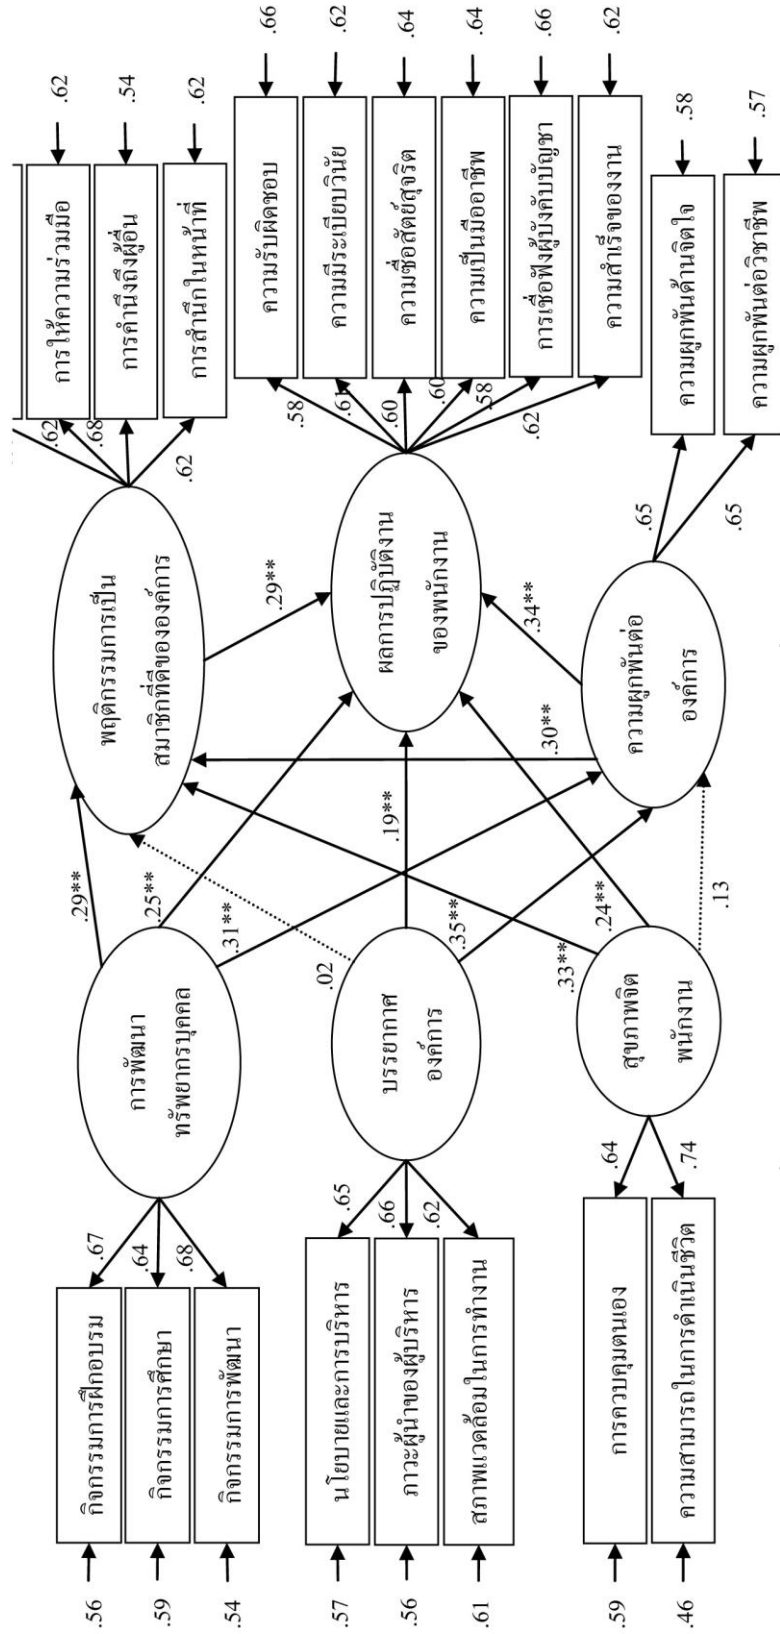 .56
กิจกรรมการฝึกอบรม
.67
.59
กิจกรรมการศึกษา
.64
.54
กิจกรรมการพัฒนา
.68
การพัฒนา
ทรัพยากรบุคคล
.57
นโยบายและการบริหาร
.65
.56
ภาวะผู้นำของผู้บริหาร
.66
.61
สภาพแวดล้อมในการทำงาน
.62
บรรยากาศ
องค์การ
.59
การควบคุมตนเอง
.64
.46
ความสามารถในการดำเนินชีวิต
.74
สุขภาพจิต
พนักงาน
.29**
.25**
.31**
.02
.19**
.35**
.33**
.24**
.13
พฤติกรรมการเป็น
สมาชิกที่ดีขององค์การ
.29**
.30**
ผลการปฏิบัติงาน
ของพนักงาน
.34**
ความผูกพันต่อ
องค์การ
.62
การให้ความร่วมมือ
.62
.68
การคำนึงถึงผู้อื่น
.54
.62
การสำนึกในหน้าที่
.62
.58
ความรับผิดชอบ
.66
.61
ความมีระเบียบวินัย
.62
.60
ความซื่อสัตย์สุจริต
.64
.60
ความเป็นมืออาชีพ
.64
.58
การเชื่อฟังผู้บังคับบัญชา
.66
.62
ความสำเร็จของงาน
.62
.65
ความผูกพันด้านจิตใจ
.58
.65
ความผูกพันต่อวิชาชีพ
.57